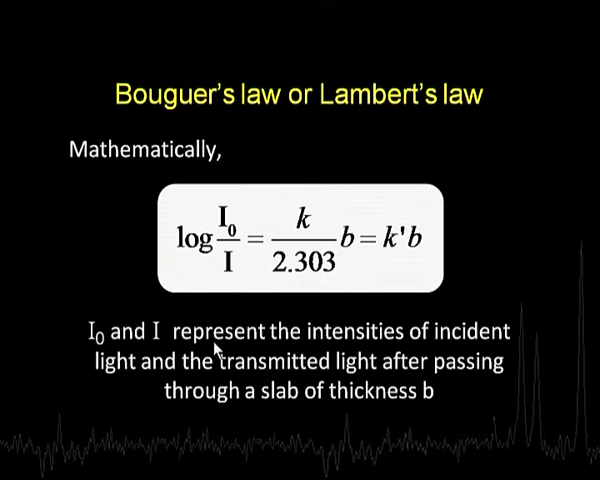 Bouguer's law or Lambert's law
Mathematically,
log I₀/I = k/2.303 b = k'b
I₀ and I represent the intensities of incident
light and the transmitted light after passing
through a slab of thickness b